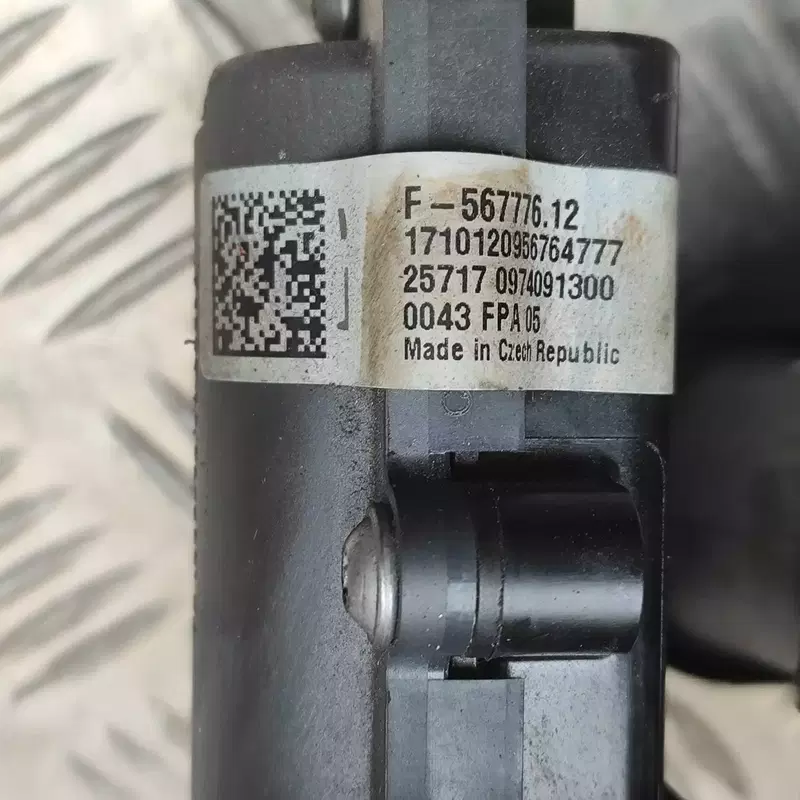 F-567776.12
1710120956764777
25717 0974091300
0043 FPA 05
Made in Czech Republic